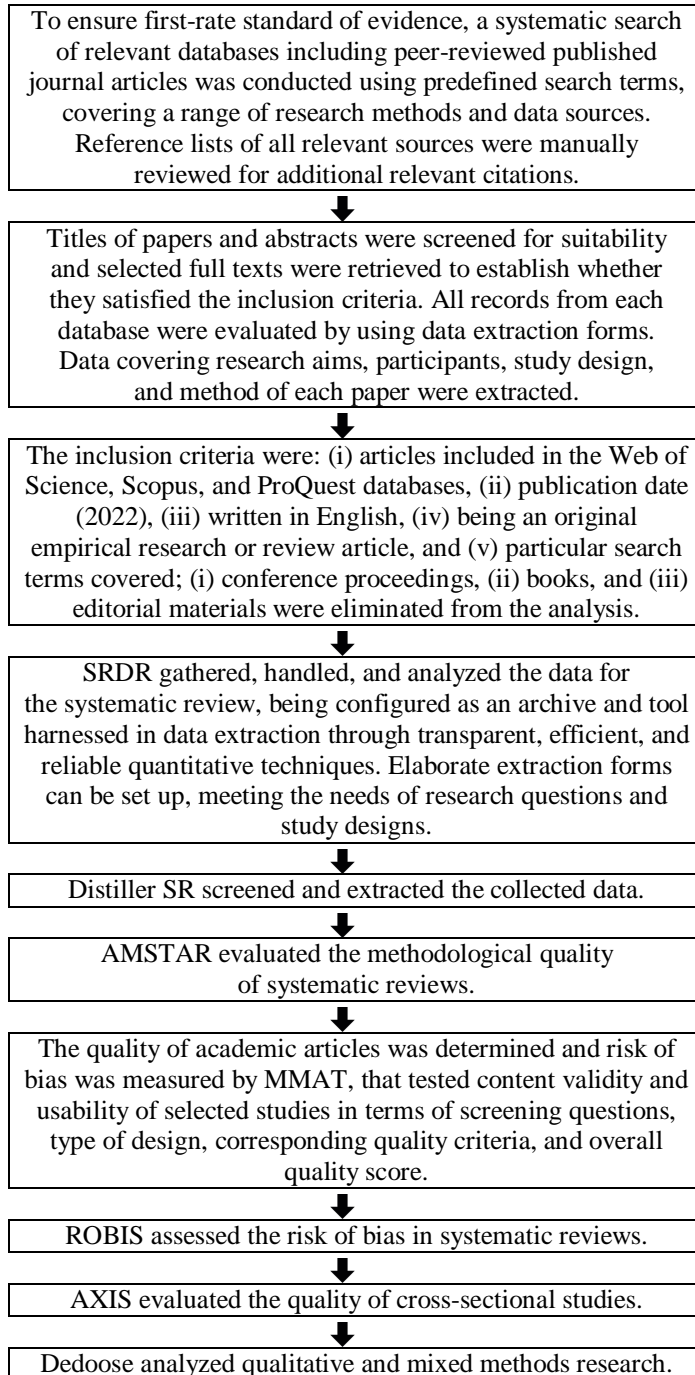 To ensure first-rate standard of evidence, a systematic search
of relevant databases including peer-reviewed published
journal articles was conducted using predefined search terms,
covering a range of research methods and data sources.
Reference lists of all relevant sources were manually
reviewed for additional relevant citations.
Titles of papers and abstracts were screened for suitability
and selected full texts were retrieved to establish whether
they satisfied the inclusion criteria. All records from each
database were evaluated by using data extraction forms.
Data covering research aims, participants, study design,
and method of each paper were extracted.
The inclusion criteria were: (i) articles included in the Web of
Science, Scopus, and ProQuest databases, (ii) publication date
(2022), (iii) written in English, (iv) being an original
empirical research or review article, and (v) particular search
terms covered; (i) conference proceedings, (ii) books, and (iii)
editorial materials were eliminated from the analysis.
SRDR gathered, handled, and analyzed the data for
the systematic review, being configured as an archive and tool
harnessed in data extraction through transparent, efficient, and
reliable quantitative techniques. Elaborate extraction forms
can be set up, meeting the needs of research questions and
study designs.
Distiller SR screened and extracted the collected data.
AMSTAR evaluated the methodological quality
of systematic reviews.
The quality of academic articles was determined and risk of
bias was measured by MMAT, that tested content validity and
usability of selected studies in terms of screening questions,
type of design, corresponding quality criteria, and overall
quality score.
ROBIS assessed the risk of bias in systematic reviews.
AXIS evaluated the quality of cross-sectional studies.
Dedoose analyzed qualitative and mixed methods research.